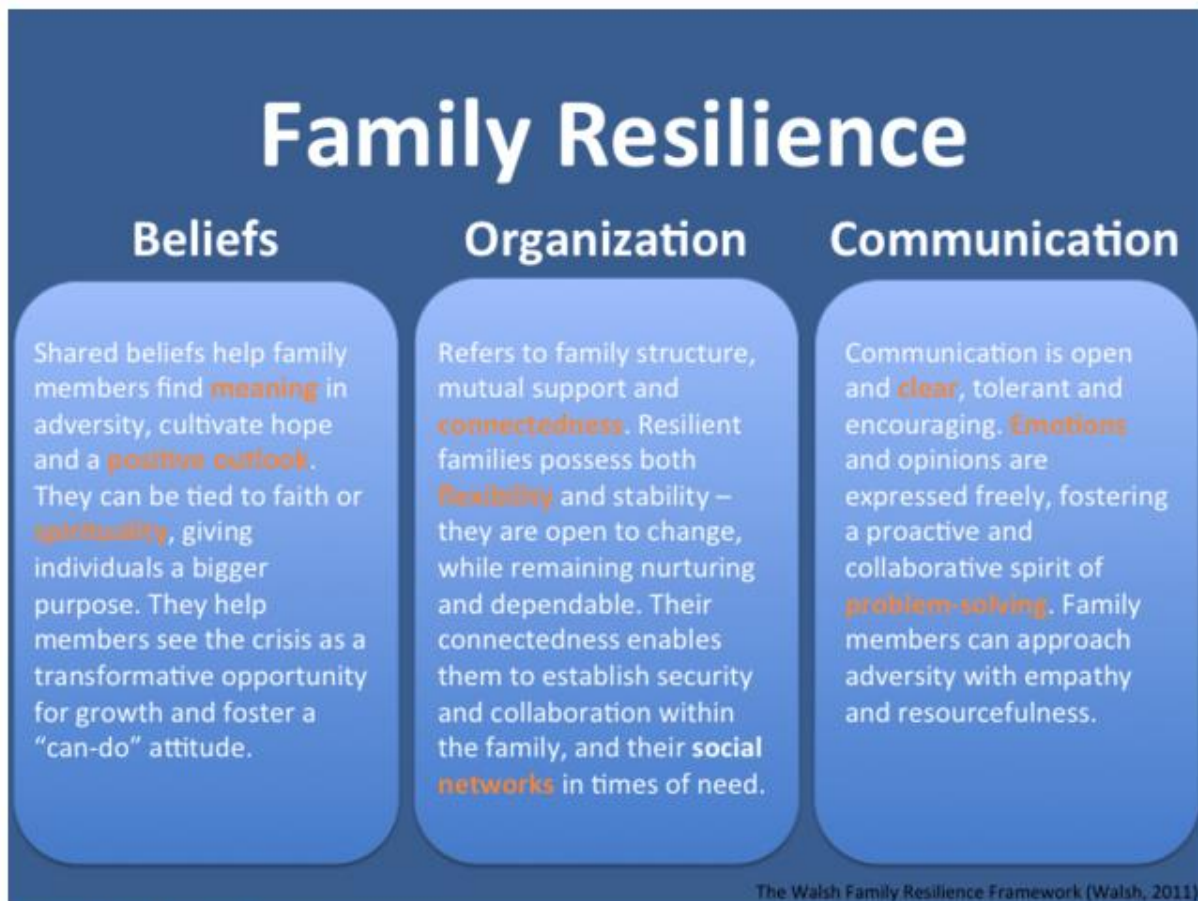 Family Resilience
Beliefs
Shared beliefs help family
members find meaning in
adversity, cultivate hope
and a positive outlook.
They can be tied to faith or
spirituality, giving
individuals a bigger
purpose. They help
members see the crisis as a
transformative opportunity
for growth and foster a
“can-do” attitude.
Organization
Refers to family structure,
mutual support and
connectedness. Resilient
families possess both
flexibility and stability –
they are open to change,
while remaining nurturing
and dependable. Their
connectedness enables
them to establish security
and collaboration within
the family, and their social
networks in times of need.
Communication
Communication is open
and clear, tolerant and
encouraging. Emotions
and opinions are
expressed freely, fostering
a proactive and
collaborative spirit of
problem-solving. Family
members can approach
adversity with empathy
and resourcefulness.
The Walsh Family Resilience Framework (Walsh, 2011)